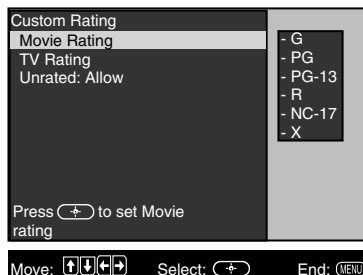 Custom Rating
Movie Rating
TV Rating
Unrated: Allow
- G
- PG
- PG-13
- R
- NC-17
- X
Press to set Movie
rating
Move: Select: End: MENU